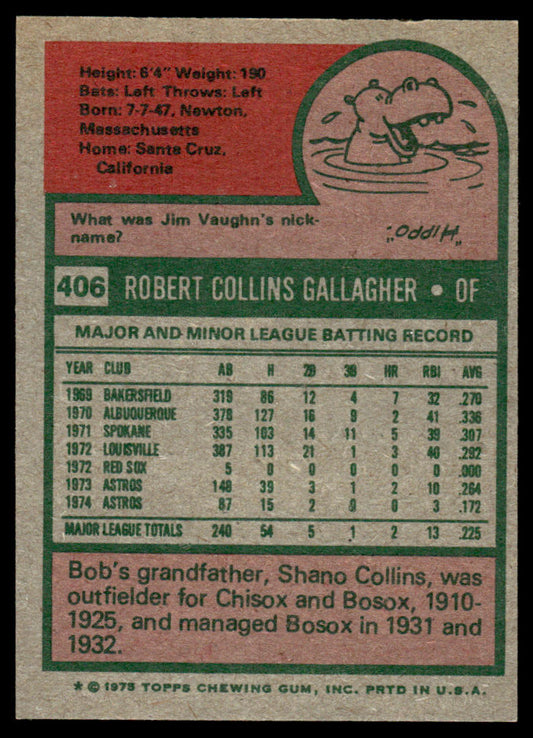 Height: 6'4" Weight: 190
Bats: Left Throws: Left
Born: 7-7-47, Newton,
Massachusetts
Home: Santa Cruz,
California
What was Jim Vaughn's nick-
name?
"Hippo."
406 ROBERT COLLINS GALLAGHER • OF
MAJOR AND MINOR LEAGUE BATTING RECORD
YEAR CLUB AB H 2B 3B HR RBI AVG
1969 BAKERSFIELD 319 86 12 4 7 32 .270
1970 ALBUQUERQUE 378 127 16 9 2 41 .336
1971 SPOKANE 335 103 14 11 5 39 .307
1972 LOUISVILLE 387 113 21 1 3 40 .292
1972 RED SOX 5 0 0 0 0 0 .000
1973 ASTROS 148 39 3 1 2 10 .264
1974 ASTROS 87 15 2 0 0 3 .172
MAJOR LEAGUE TOTALS 240 54 5 1 2 13 .225
Bob's grandfather, Shano Collins, was
outfielder for Chisox and Bosox, 1910-
1925, and managed Bosox in 1931 and
1932.
* © 1975 TOPPS CHEWING GUM, INC. PRTD IN U.S.A.